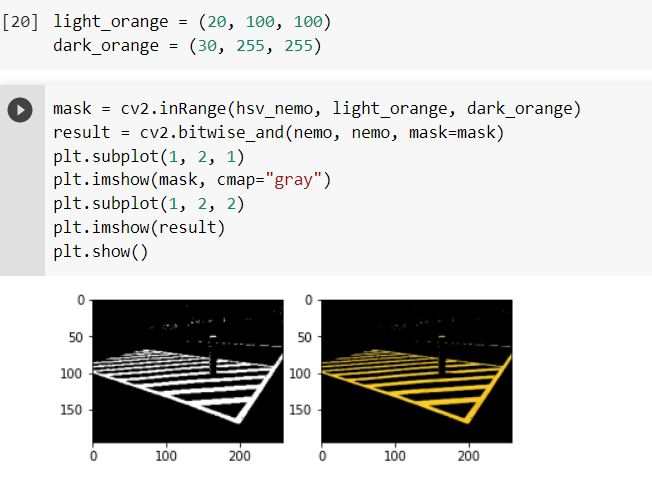 [20] light_orange = (20, 100, 100)
dark_orange = (30, 255, 255)
mask = cv2.inRange(hsv_nemo, light_orange, dark_orange)
result = cv2.bitwise_and(nemo, nemo, mask=mask)
plt.subplot(1, 2, 1)
plt.imshow(mask, cmap="gray")
plt.subplot(1, 2, 2)
plt.imshow(result)
plt.show()
0
50
100
150
0 100 200
0
50
100
150
0 100 200